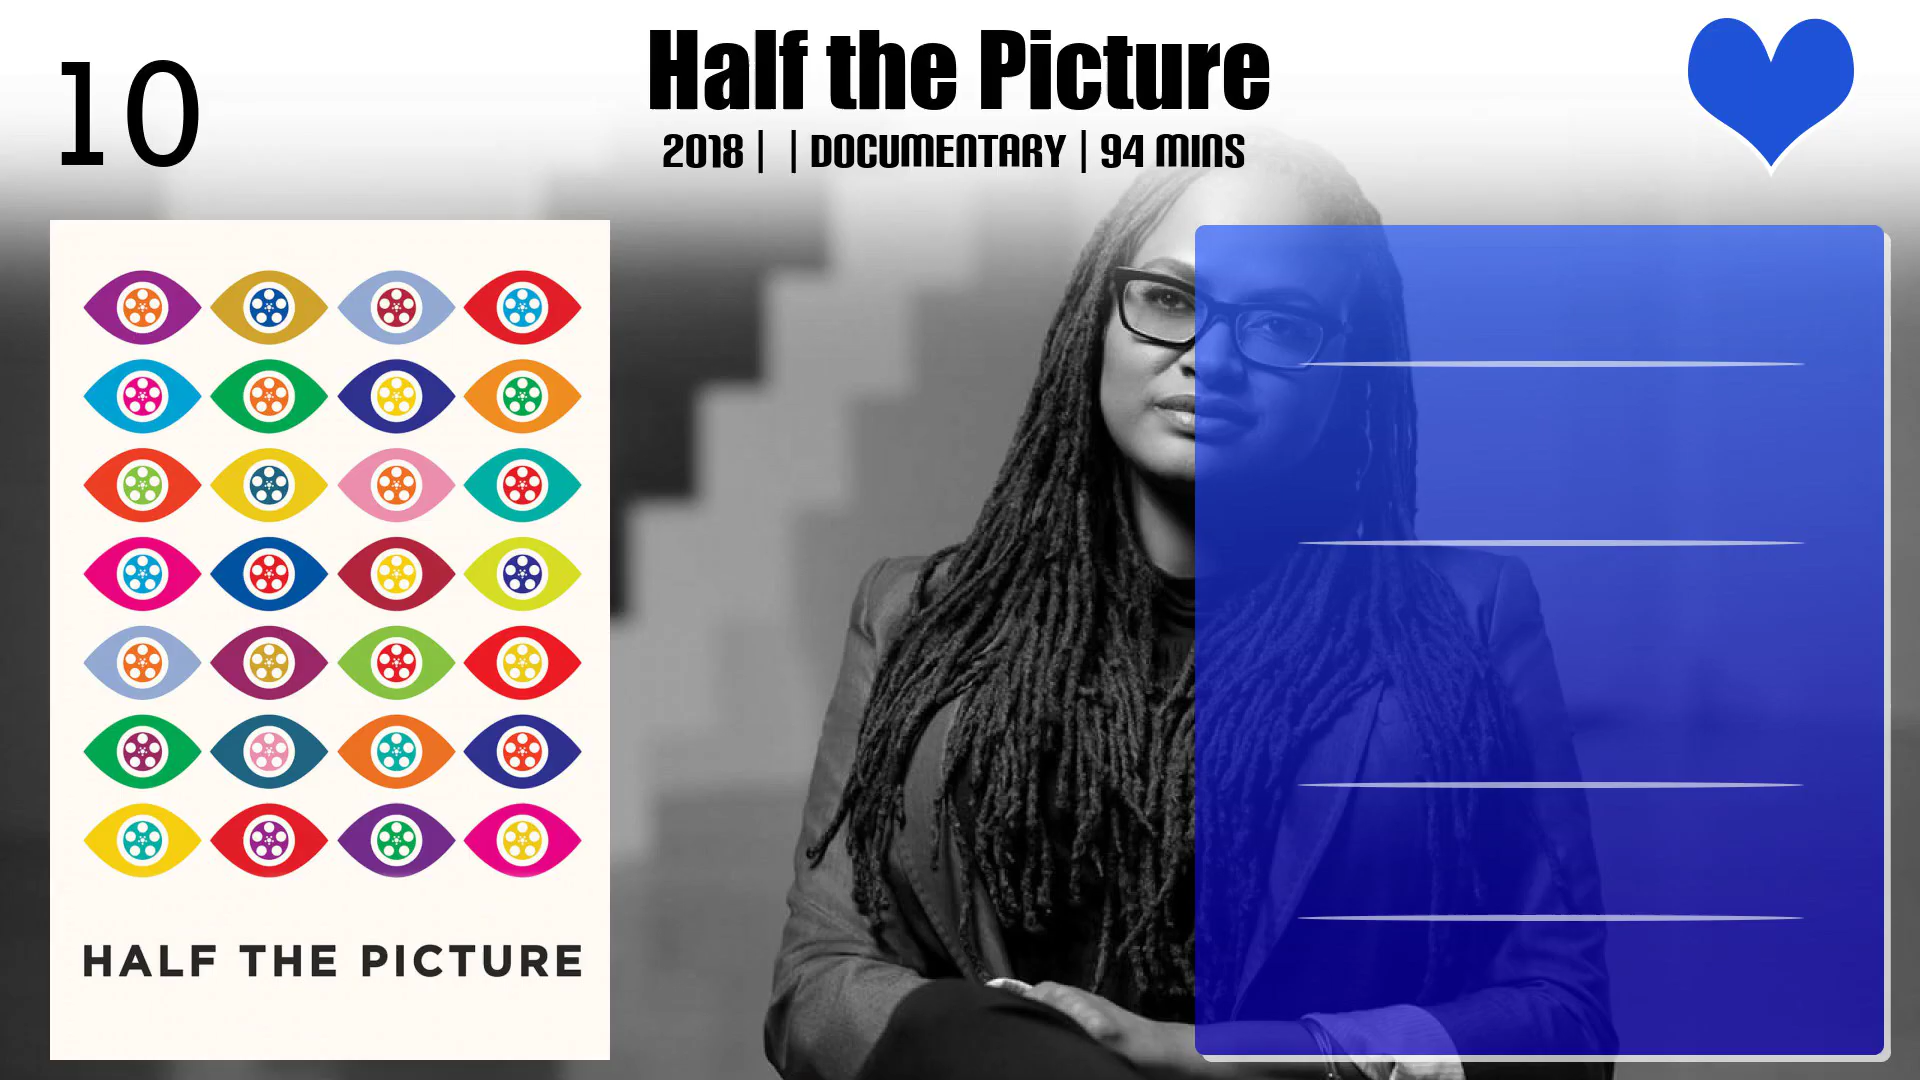 10
Half the Picture
2018 | | DOCUMENTARY | 94 MINS
HALF THE PICTURE